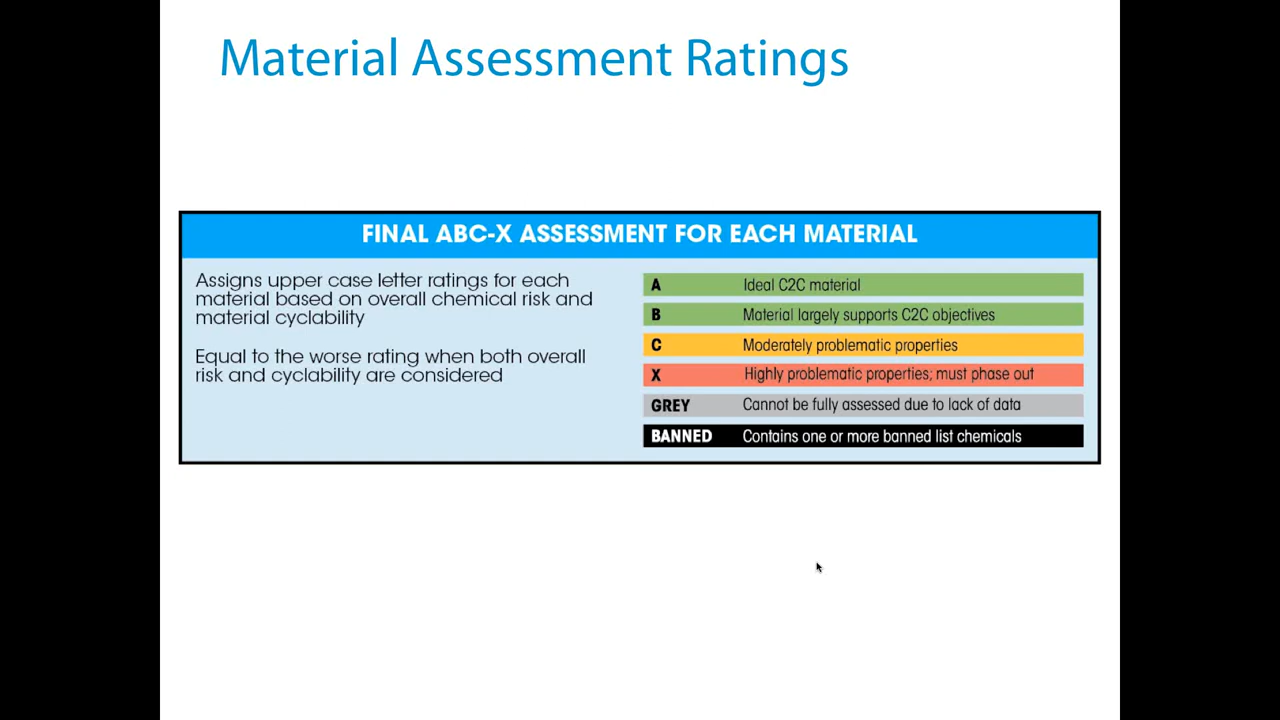 Material Assessment Ratings
FINAL ABC-X ASSESSMENT FOR EACH MATERIAL
Assigns upper case letter ratings for each
material based on overall chemical risk and
material cyclability
Equal to the worse rating when both overall
risk and cyclability are considered
A Ideal C2C material
B Material largely supports C2C objectives
C Moderately problematic properties
X Highly problematic properties; must phase out
GREY Cannot be fully assessed due to lack of data
BANNED Contains one or more banned list chemicals